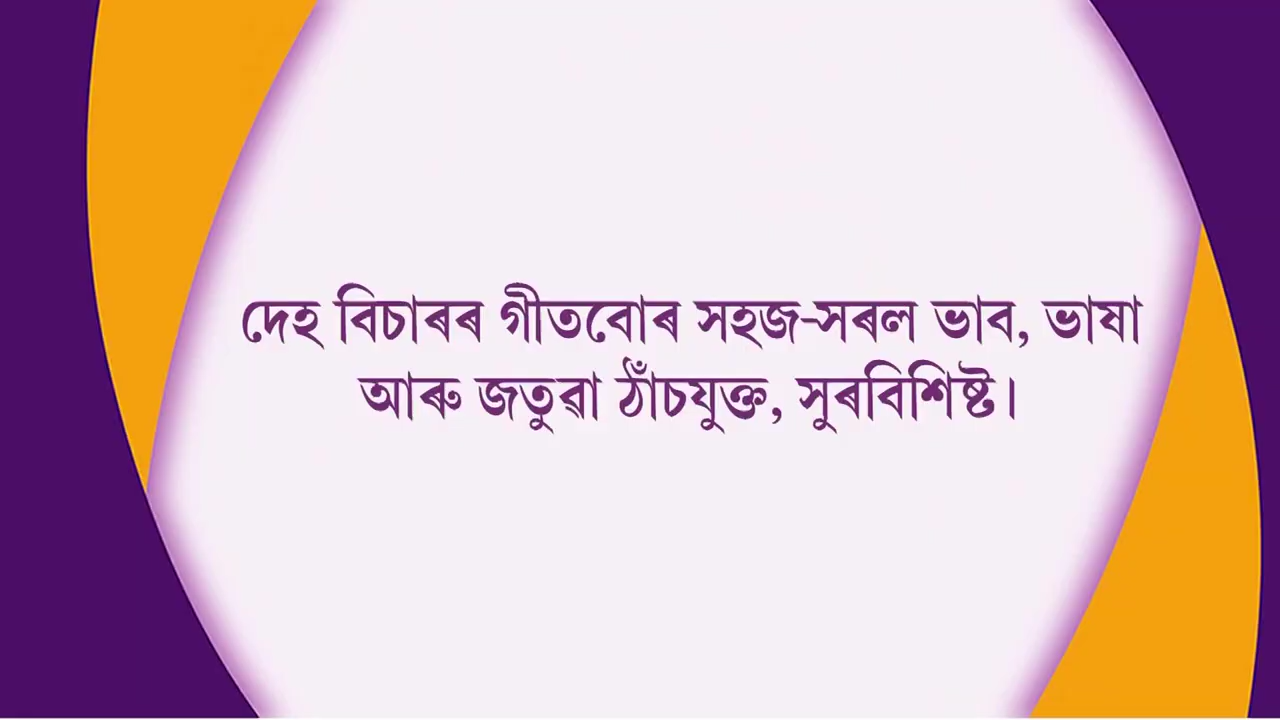 দেহ বিচাৰৰ গীতবোৰ সহজ-সৰল ভাব, ভাষা
আৰু জতুৱা ঠাঁচযুক্ত, সুৰবিশিষ্ট।